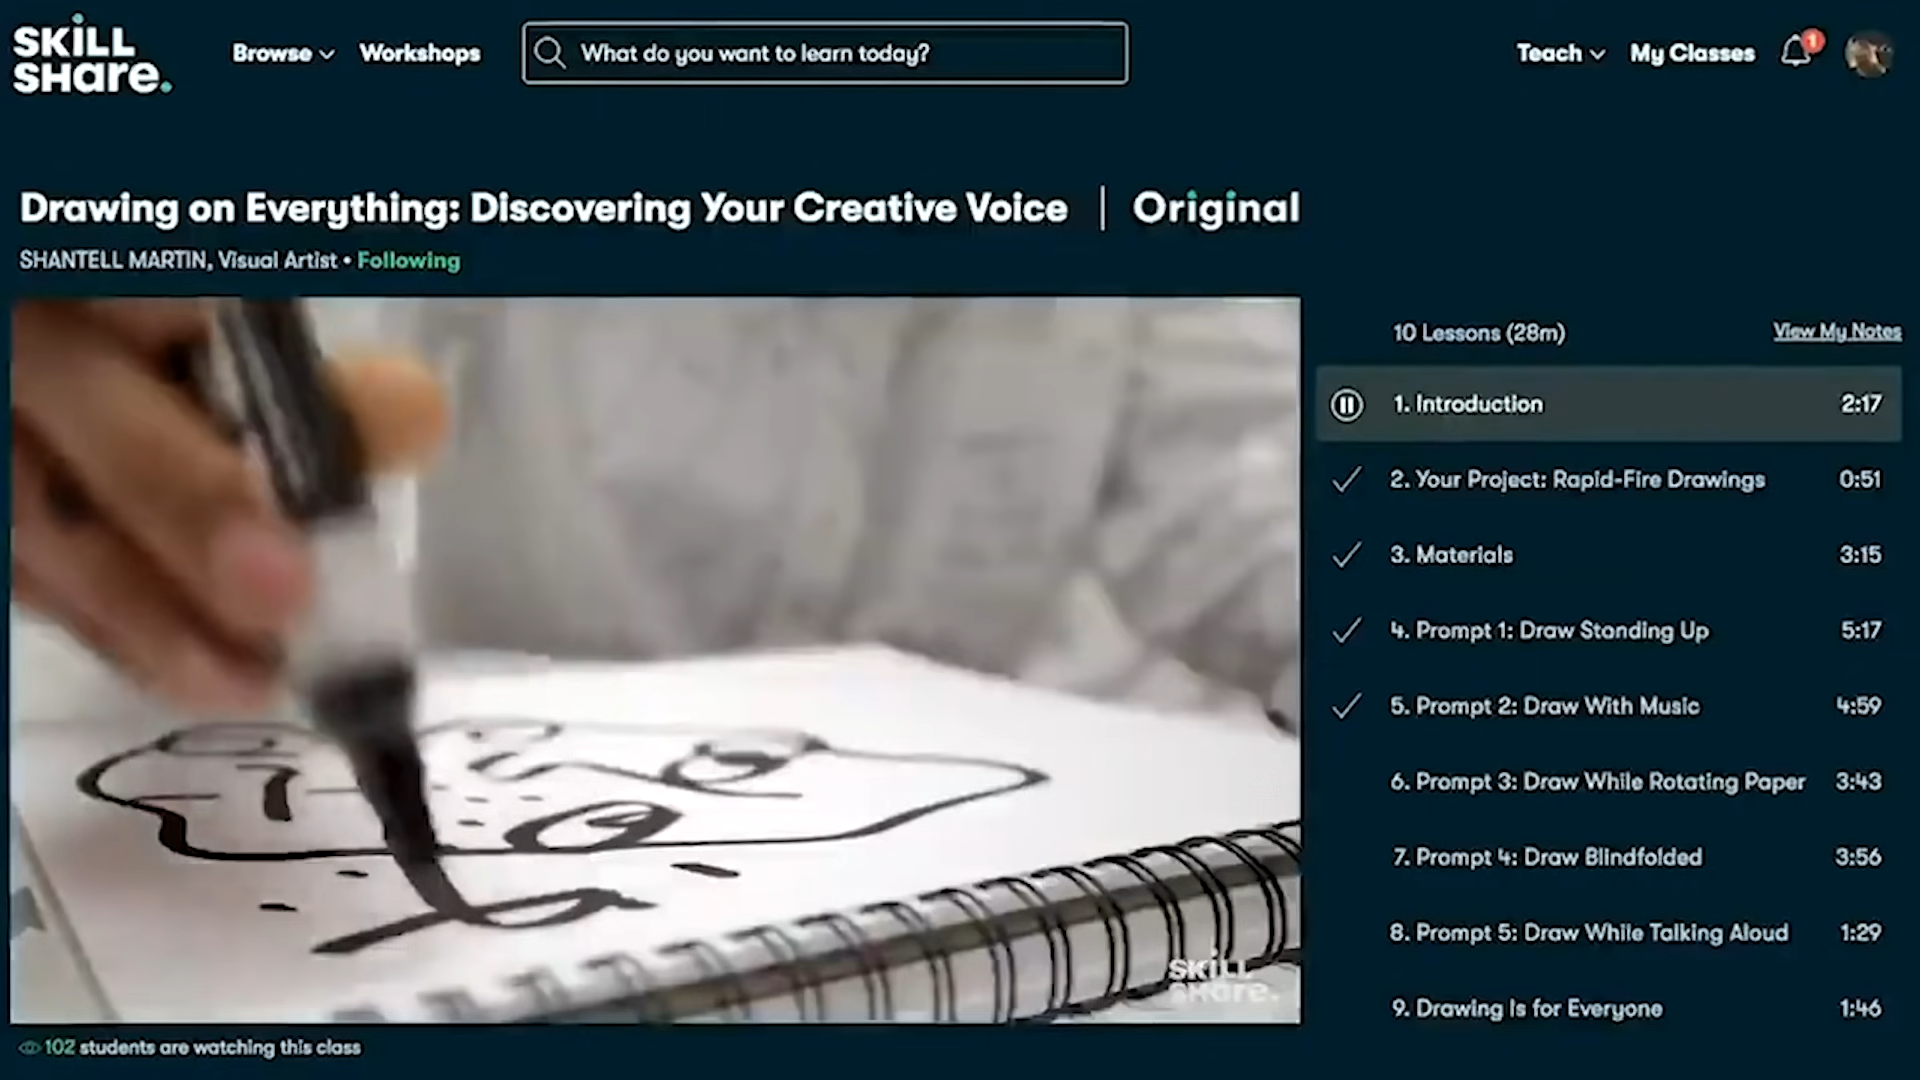 SKiLL
SHare.
Browse
Workshops
What do you want to learn today?
Teach
My Classes
1
Drawing on Everything: Discovering Your Creative Voice | Original
SHANTELL MARTIN, Visual Artist • Following
10 Lessons (28m)
View My Notes
1. Introduction 2:17
2. Your Project: Rapid-Fire Drawings 0:51
3. Materials 3:15
4. Prompt 1: Draw Standing Up 5:17
5. Prompt 2: Draw With Music 4:59
6. Prompt 3: Draw While Rotating Paper 3:43
7. Prompt 4: Draw Blindfolded 3:56
8. Prompt 5: Draw While Talking Aloud 1:29
9. Drawing Is for Everyone 1:46
SKiLL
SHare.
102 students are watching this class